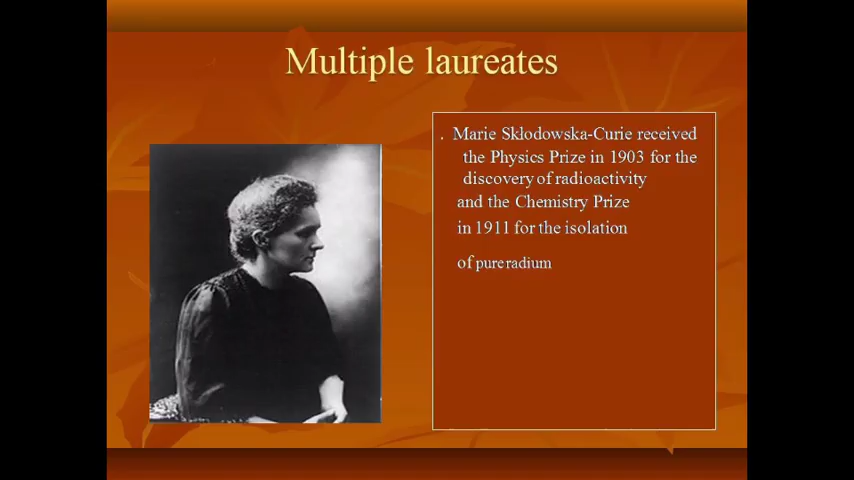 Multiple laureates
. Marie Skłodowska-Curie received
the Physics Prize in 1903 for the
discovery of radioactivity
and the Chemistry Prize
in 1911 for the isolation
of pure radium